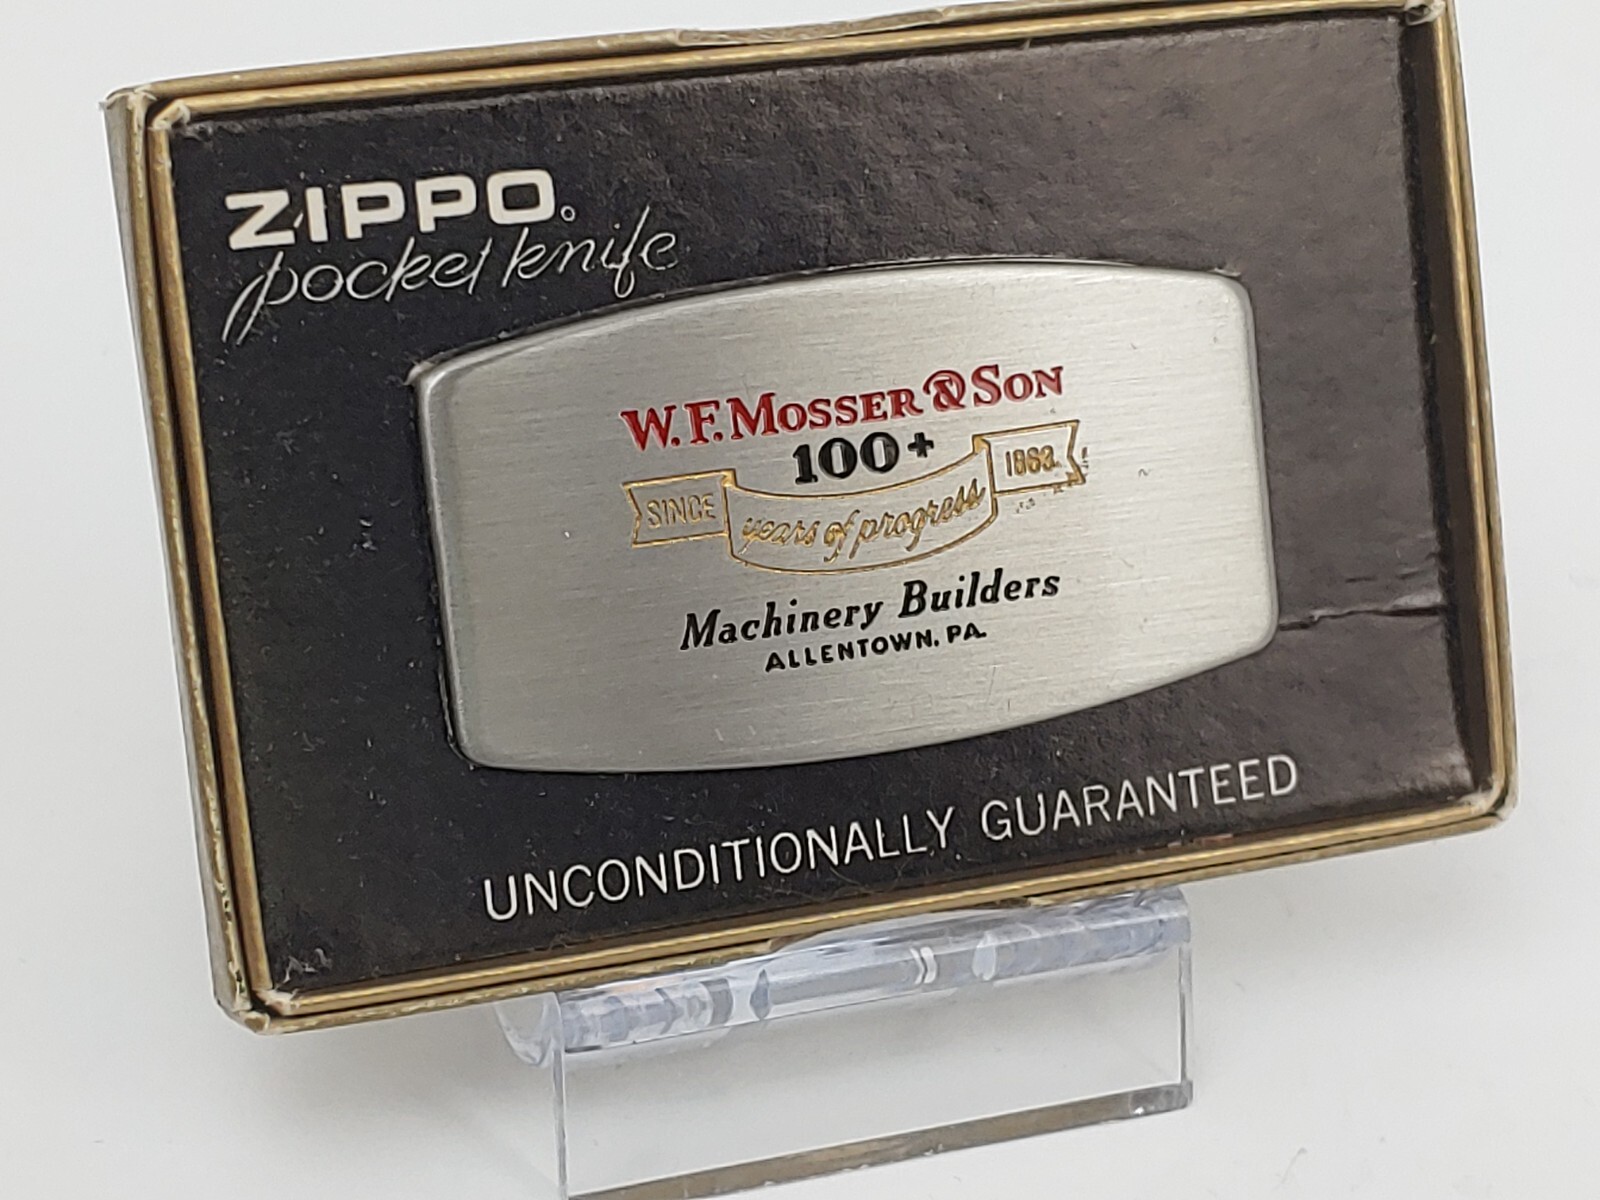 ZIPPO®
pocket knife
W. F. MOSSER & SON
100+
SINCE
years of progress
1863
Machinery Builders
ALLENTOWN, PA.
UNCONDITIONALLY GUARANTEED